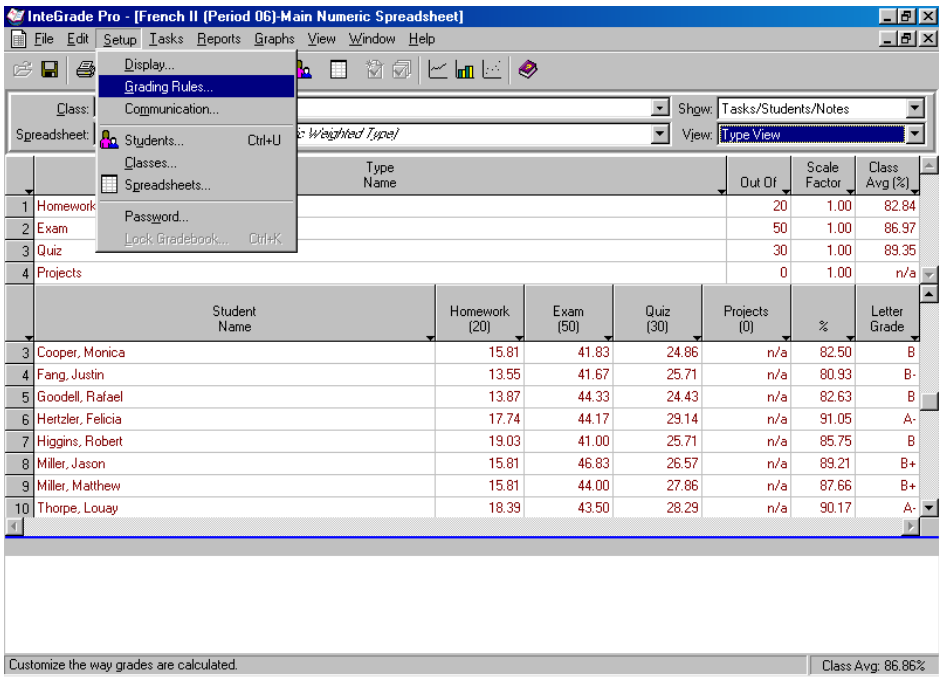 InteGrade Pro - [French II (Period 06)-Main Numeric Spreadsheet]
File Edit Setup Tasks Reports Graphs View Window Help
Display...
Grading Rules...
Communication...
Students... Ctrl+U
Classes...
Spreadsheets...
Password...
Lock Gradebook... Ctrl+K
Class: Show: Tasks/Students/Notes
Spreadsheet: Weighted Type) View: Type View
Type Name Out Of Scale Factor Class Avg (%)
1 Homework 20 1.00 82.84
2 Exam 50 1.00 86.97
3 Quiz 30 1.00 89.35
4 Projects 0 1.00 n/a
Student Name Homework (20) Exam (50) Quiz (30) Projects (0) % Letter Grade
3 Cooper, Monica 15.81 41.83 24.86 n/a 82.50 B
4 Fang, Justin 13.55 41.67 25.71 n/a 80.93 B-
5 Goodell, Rafael 13.87 44.33 24.43 n/a 82.63 B
6 Hertzler, Felicia 17.74 44.17 29.14 n/a 91.05 A-
7 Higgins, Robert 19.03 41.00 25.71 n/a 85.75 B
8 Miller, Jason 15.81 46.83 26.57 n/a 89.21 B+
9 Miller, Matthew 15.81 44.00 27.86 n/a 87.66 B+
10 Thorpe, Louay 18.39 43.50 28.29 n/a 90.17 A-
Customize the way grades are calculated. Class Avg: 86.86%